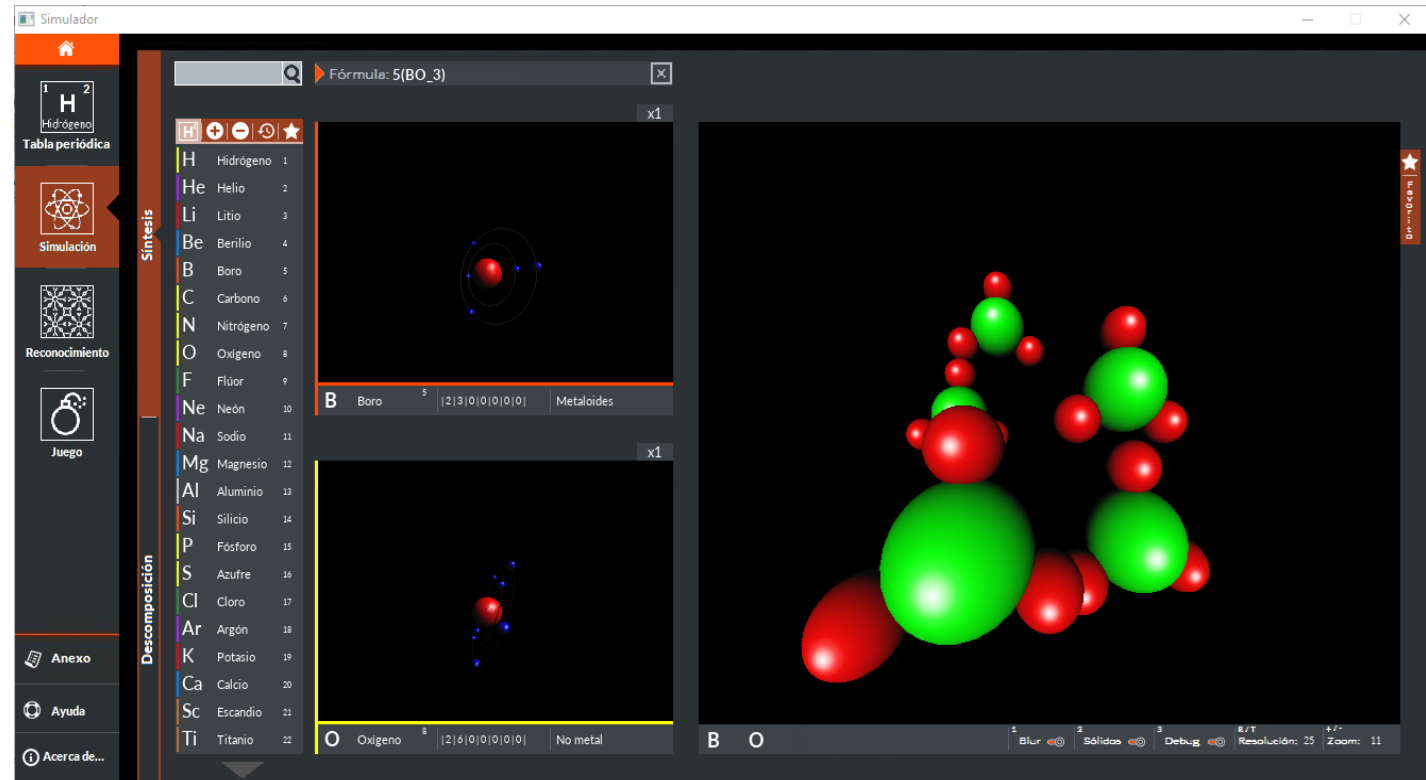 Simulador
1 2
H
Hidrógeno
Tabla periódica
Simulación
Reconocimiento
Juego
Anexo
Ayuda
Acerca de...
Síntesis
Descomposición
H Hidrógeno 1
He Helio 2
Li Litio 3
Be Berilio 4
B Boro 5
C Carbono 6
N Nitrógeno 7
O Oxígeno 8
F Flúor 9
Ne Neón 10
Na Sodio 11
Mg Magnesio 12
Al Aluminio 13
Si Silicio 14
P Fósforo 15
S Azufre 16
Cl Cloro 17
Ar Argón 18
K Potasio 19
Ca Calcio 20
Sc Escandio 21
Ti Titanio 22
Fórmula: 5(BO_3)
x1
B Boro 5 |2|3|0|0|0|0|0| Metaloides
x1
O Oxígeno 8 |2|6|0|0|0|0|0| No metal
Favorito
B O
1 Blur 2 Sólidos 3 Debug R/T Resolución: 25 +/- Zoom: 11